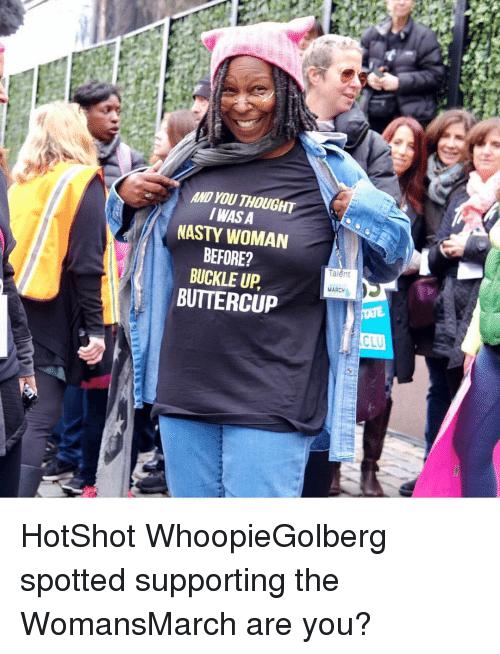 AND YOU THOUGHT
I WAS A
NASTY WOMAN
BEFORE?
BUCKLE UP,
BUTTERCUP
Talent
MARCH
CLU
HotShot WhoopieGolberg
spotted supporting the
WomansMarch are you?